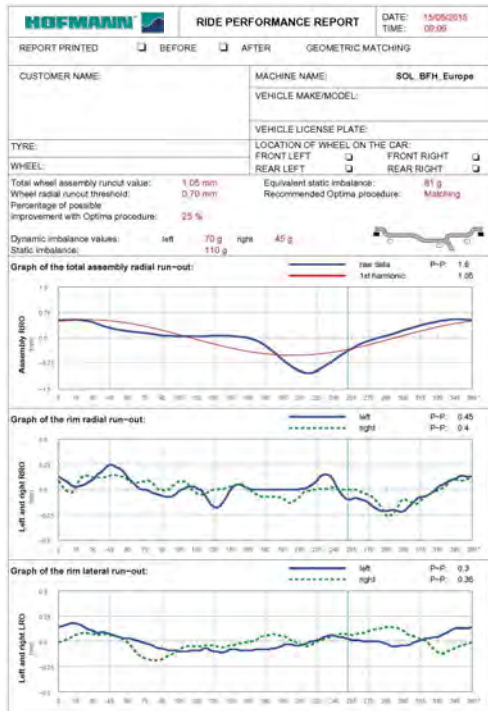 HOFMANN
RIDE PERFORMANCE REPORT
DATE: 15/05/2015
TIME: 00:06
REPORT PRINTED BEFORE AFTER GEOMETRIC MATCHING
CUSTOMER NAME:
MACHINE NAME: SOL_BFH_Europe
VEHICLE MAKE/MODEL:
VEHICLE LICENSE PLATE:
TYRE:
LOCATION OF WHEEL ON THE CAR:
FRONT LEFT FRONT RIGHT
WHEEL:
REAR LEFT REAR RIGHT
Total wheel assembly runout value: 1.05 mm Equivalent static imbalance: 81 g
Wheel radial runout threshold: 0.70 mm Recommended Optima procedure: Matching
Percentage of possible
improvement with Optima procedure: 25 %
Dynamic imbalance values: left 70 g right 45 g
Static imbalance: 110 g
Graph of the total assembly radial run-out:
raw data P-P: 1.6
1st harmonic 1.05
Assembly RRO
Graph of the rim radial run-out:
left P-P: 0.45
right P-P: 0.4
Left and right RRO
Graph of the rim lateral run-out:
left P-P: 0.3
right P-P: 0.36
Left and right LRO